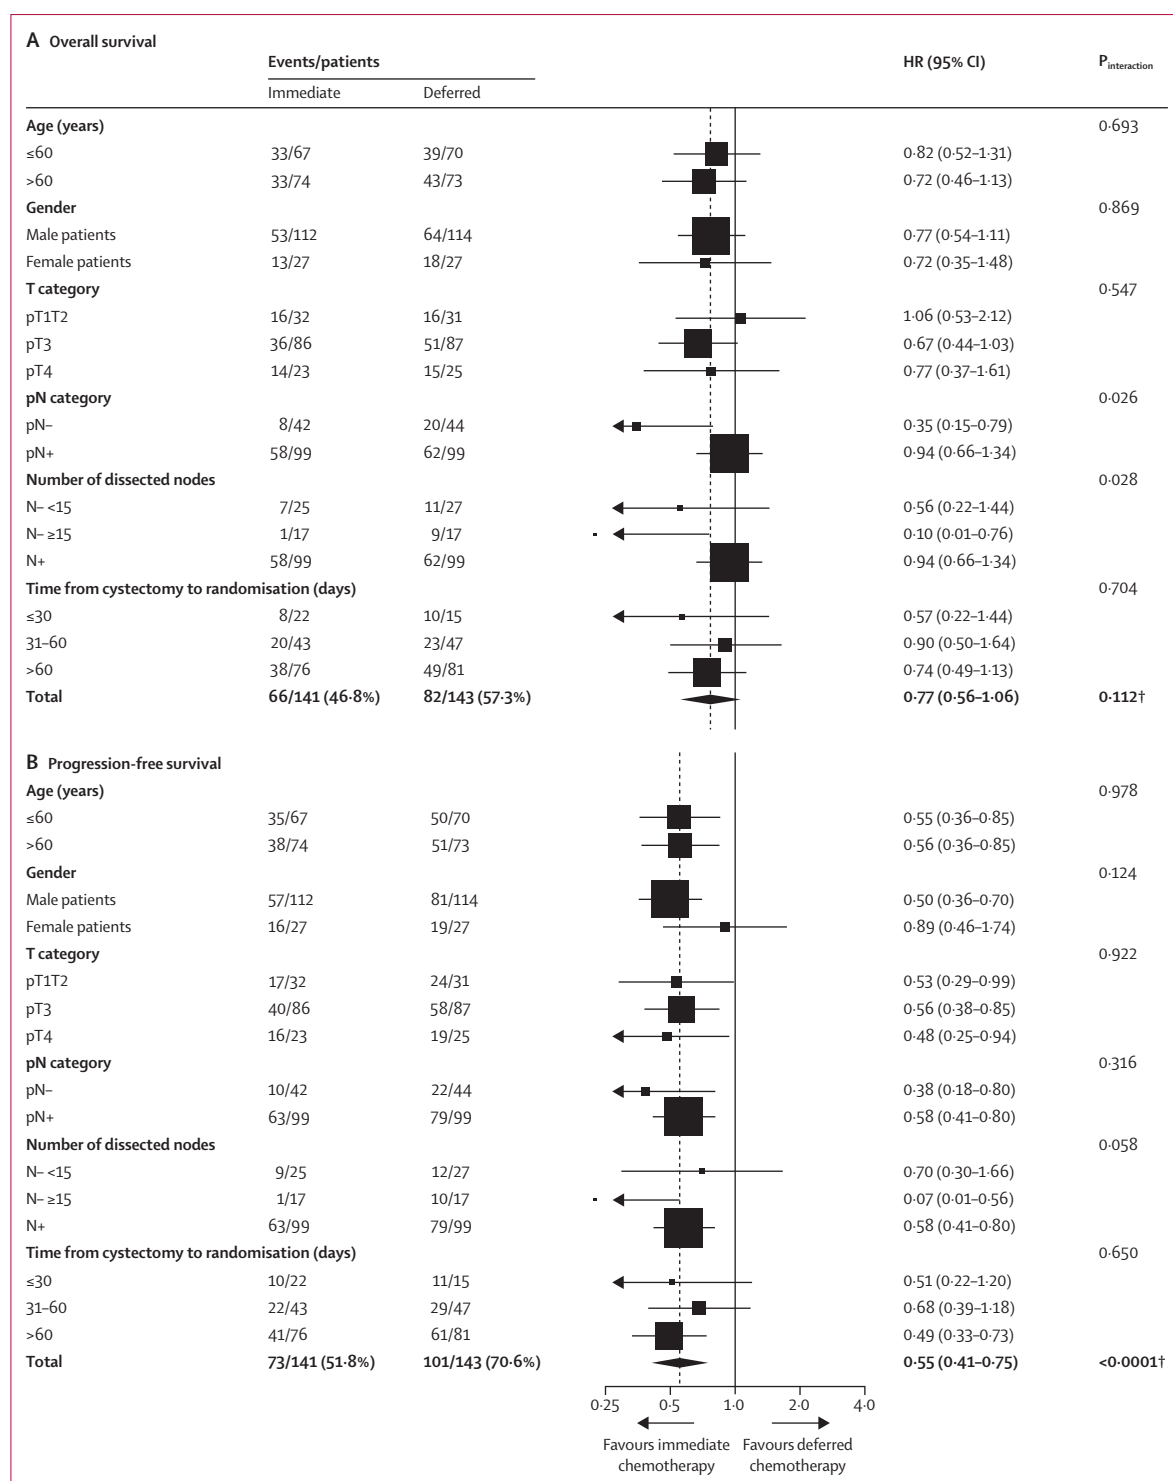 A Overall survival
Events/patients HR (95% CI) Pinteraction
Immediate Deferred
Age (years) 0·693
≤60 33/67 39/70 0·82 (0·52–1·31)
>60 33/74 43/73 0·72 (0·46–1·13)
Gender 0·869
Male patients 53/112 64/114 0·77 (0·54–1·11)
Female patients 13/27 18/27 0·72 (0·35–1·48)
T category 0·547
pT1T2 16/32 16/31 1·06 (0·53–2·12)
pT3 36/86 51/87 0·67 (0·44–1·03)
pT4 14/23 15/25 0·77 (0·37–1·61)
pN category 0·026
pN– 8/42 20/44 0·35 (0·15–0·79)
pN+ 58/99 62/99 0·94 (0·66–1·34)
Number of dissected nodes 0·028
N– <15 7/25 11/27 0·56 (0·22–1·44)
N– ≥15 1/17 9/17 0·10 (0·01–0·76)
N+ 58/99 62/99 0·94 (0·66–1·34)
Time from cystectomy to randomisation (days) 0·704
≤30 8/22 10/15 0·57 (0·22–1·44)
31–60 20/43 23/47 0·90 (0·50–1·64)
>60 38/76 49/81 0·74 (0·49–1·13)
Total 66/141 (46·8%) 82/143 (57·3%) 0·77 (0·56–1·06) 0·112†
B Progression-free survival
Age (years) 0·978
≤60 35/67 50/70 0·55 (0·36–0·85)
>60 38/74 51/73 0·56 (0·36–0·85)
Gender 0·124
Male patients 57/112 81/114 0·50 (0·36–0·70)
Female patients 16/27 19/27 0·89 (0·46–1·74)
T category 0·922
pT1T2 17/32 24/31 0·53 (0·29–0·99)
pT3 40/86 58/87 0·56 (0·38–0·85)
pT4 16/23 19/25 0·48 (0·25–0·94)
pN category 0·316
pN– 10/42 22/44 0·38 (0·18–0·80)
pN+ 63/99 79/99 0·58 (0·41–0·80)
Number of dissected nodes 0·058
N– <15 9/25 12/27 0·70 (0·30–1·66)
N– ≥15 1/17 10/17 0·07 (0·01–0·56)
N+ 63/99 79/99 0·58 (0·41–0·80)
Time from cystectomy to randomisation (days) 0·650
≤30 10/22 11/15 0·51 (0·22–1·20)
31–60 22/43 29/47 0·68 (0·39–1·18)
>60 41/76 61/81 0·49 (0·33–0·73)
Total 73/141 (51·8%) 101/143 (70·6%) 0·55 (0·41–0·75) <0·0001†
0·25 0·5 1·0 2·0 4·0
Favours immediate Favours deferred
chemotherapy chemotherapy